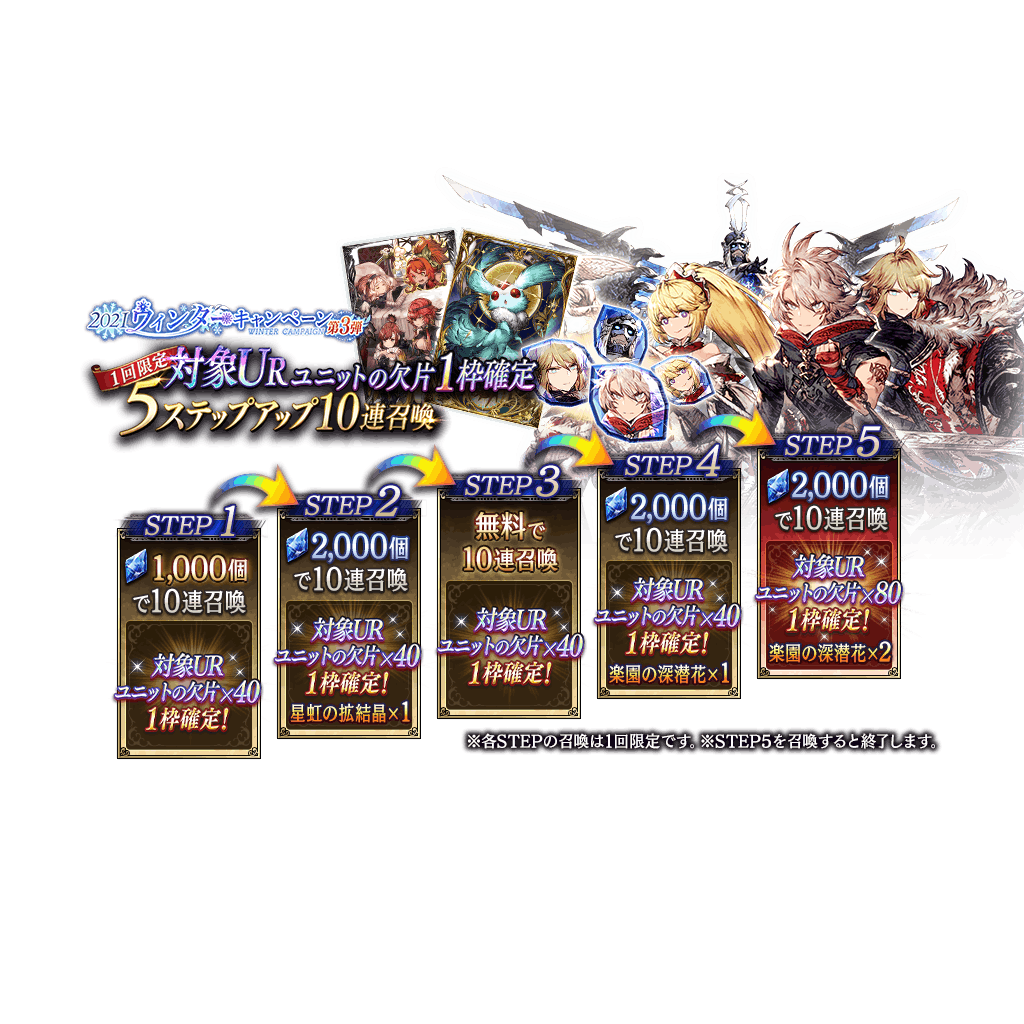 2021ウィンターキャンペーン第3弾
WINTER CAMPAIGN
1回限定対象URユニットの欠片1枠確定
5ステップアップ10連召喚
STEP 1
1,000個
で10連召喚
対象UR
ユニットの欠片×40
1枠確定!
STEP 2
2,000個
で10連召喚
対象UR
ユニットの欠片×40
1枠確定!
星虹の拡結晶×1
STEP 3
無料で
10連召喚
対象UR
ユニットの欠片×40
1枠確定!
STEP 4
2,000個
で10連召喚
対象UR
ユニットの欠片×40
1枠確定!
楽園の深潜花×1
STEP 5
2,000個
で10連召喚
対象UR
ユニットの欠片×80
1枠確定!
楽園の深潜花×2
※各STEPの召喚は1回限定です。※STEP5を召喚すると終了します。